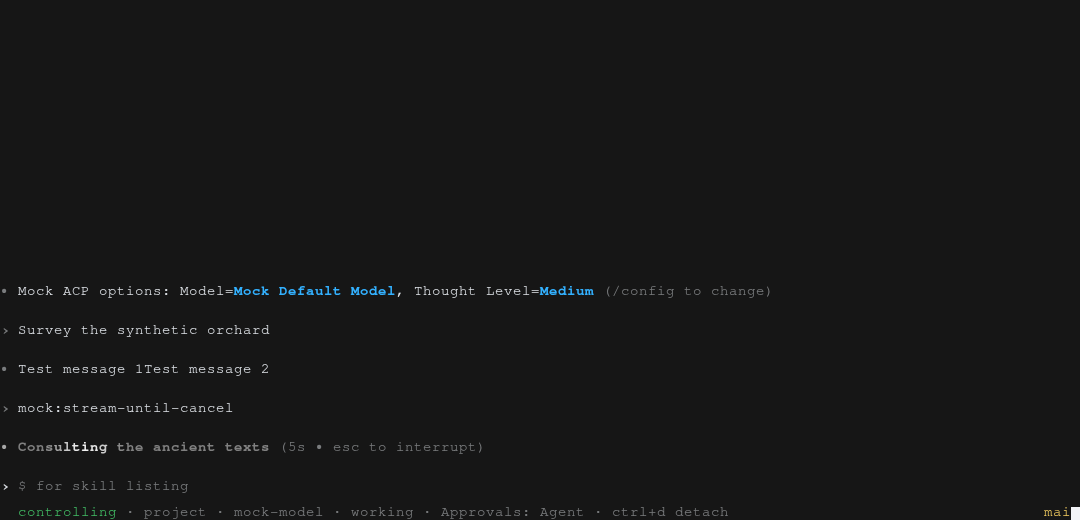 • Mock ACP options: Model=Mock Default Model, Thought Level=Medium (/config to change)
› Survey the synthetic orchard
• Test message 1Test message 2
› mock:stream-until-cancel
• Consulting the ancient texts (5s • esc to interrupt)
› $ for skill listing
controlling · project · mock-model · working · Approvals: Agent · ctrl+d detach mai